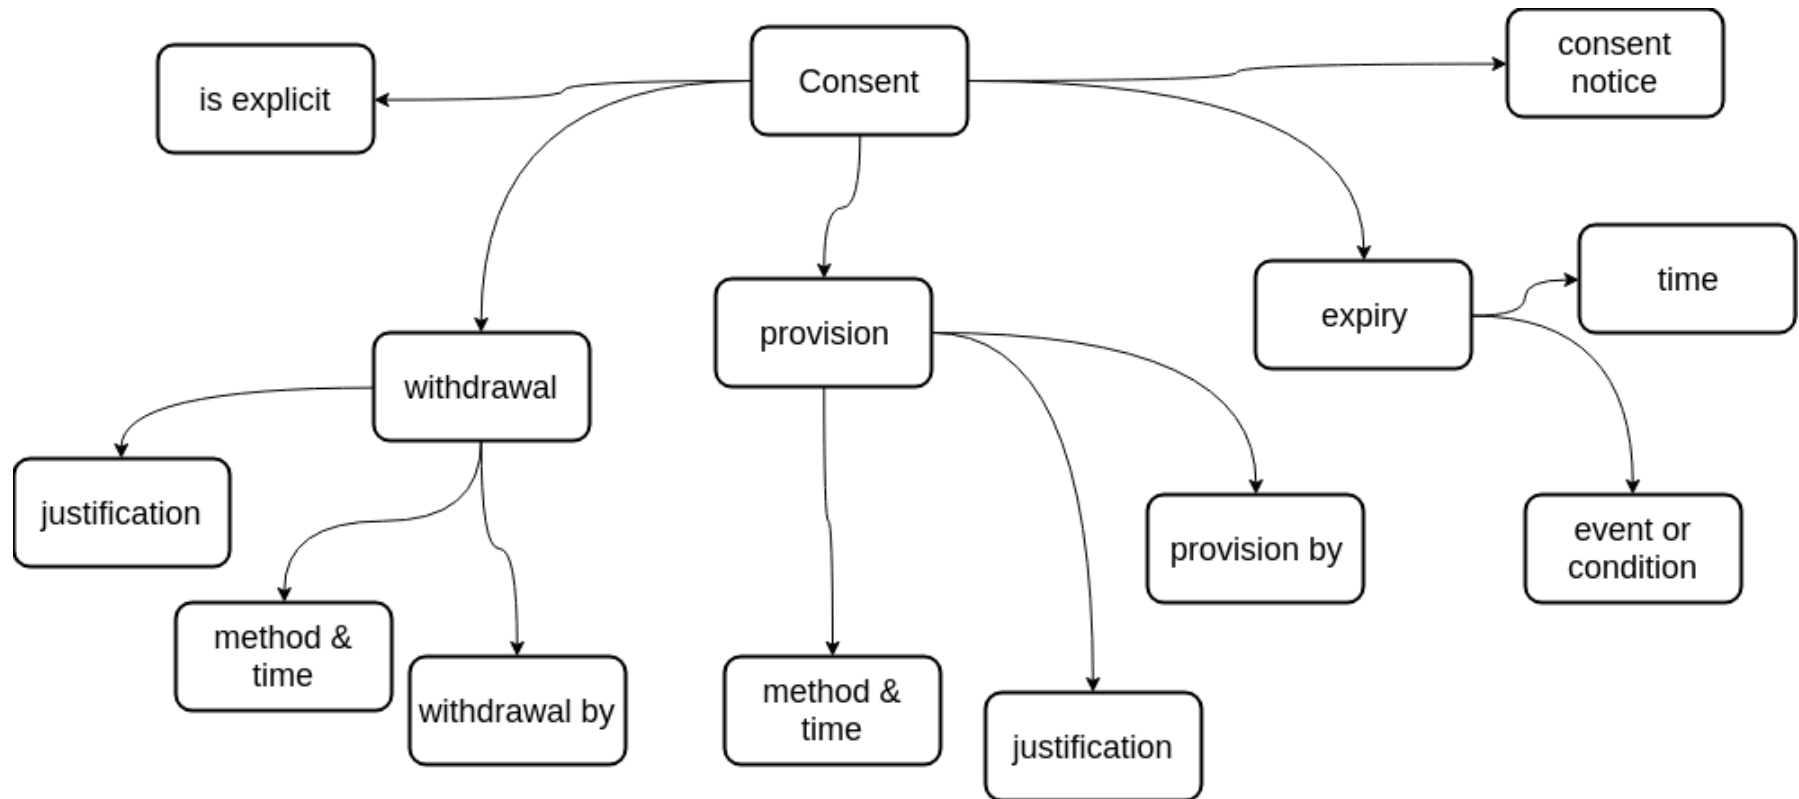 consent
notice
Consent
is explicit
time
expiry
provision
withdrawal
justification
event or
condition
provision by
method &
time
withdrawal by
method &
time
justification